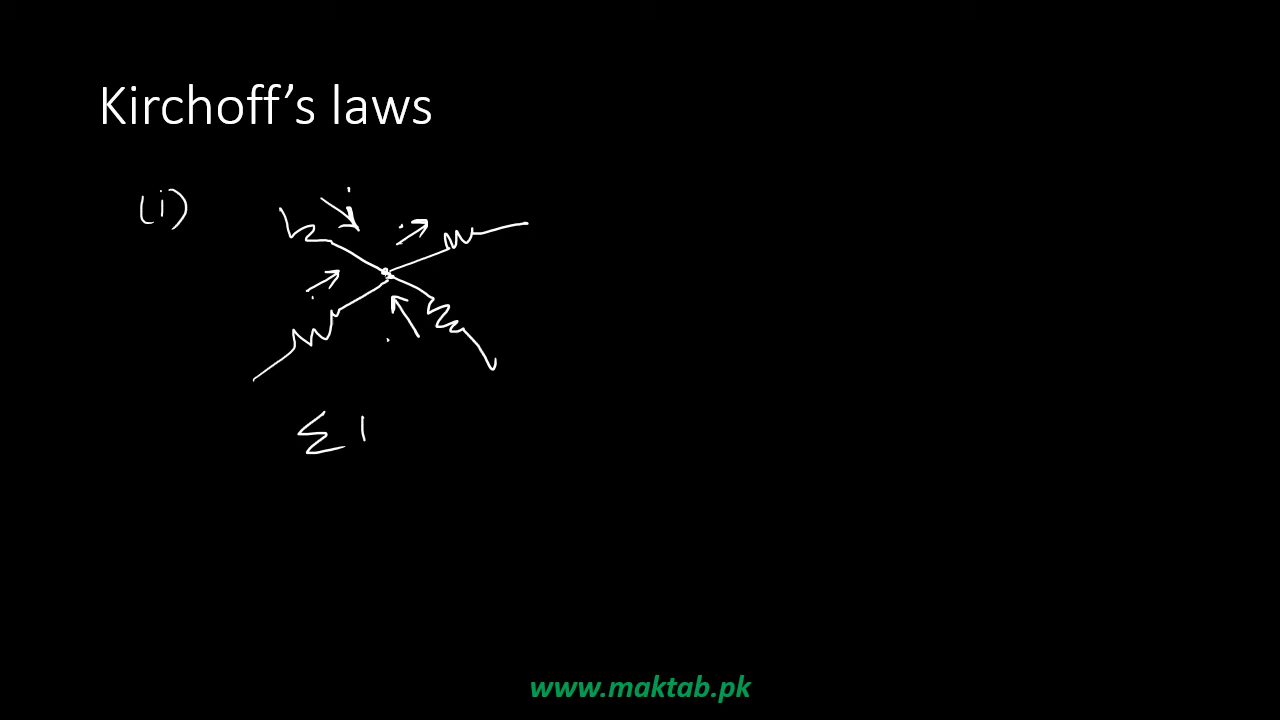 Kirchoff's laws
(i)
i
Σ I
www.maktab.pk